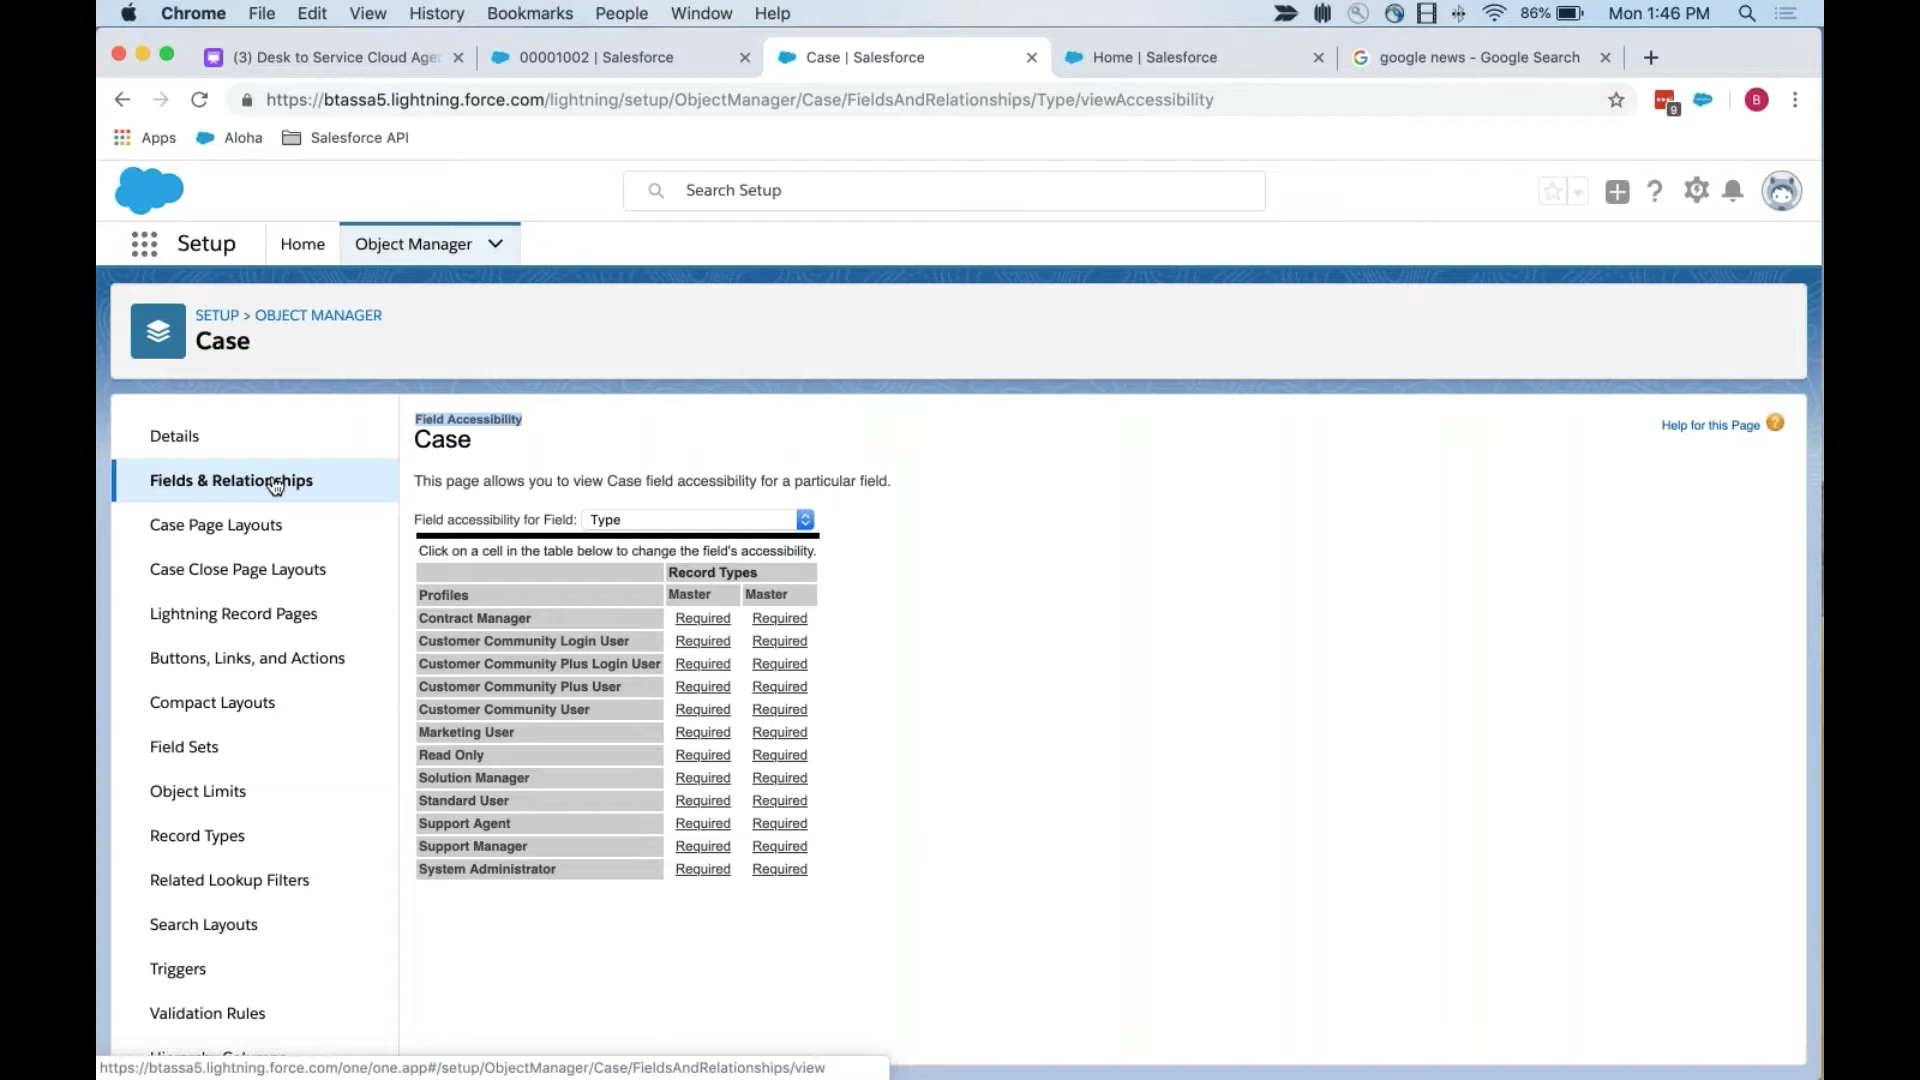 Chrome File Edit View History Bookmarks People Window Help 86% Mon 1:46 PM
(3) Desk to Service Cloud Age 00001002 | Salesforce Case | Salesforce Home | Salesforce google news - Google Search
https://btassa5.lightning.force.com/lightning/setup/ObjectManager/Case/FieldsAndRelationships/Type/viewAccessibility 9 B
Apps Aloha Salesforce API
Search Setup
Setup Home Object Manager
SETUP > OBJECT MANAGER
Case
Details
Fields & Relationships
Case Page Layouts
Case Close Page Layouts
Lightning Record Pages
Buttons, Links, and Actions
Compact Layouts
Field Sets
Object Limits
Record Types
Related Lookup Filters
Search Layouts
Triggers
Validation Rules
Field Accessibility
Case
Help for this Page ?
This page allows you to view Case field accessibility for a particular field.
Field accessibility for Field: Type
Click on a cell in the table below to change the field's accessibility.
Record Types
Profiles Master Master
Contract Manager Required Required
Customer Community Login User Required Required
Customer Community Plus Login User Required Required
Customer Community Plus User Required Required
Customer Community User Required Required
Marketing User Required Required
Read Only Required Required
Solution Manager Required Required
Standard User Required Required
Support Agent Required Required
Support Manager Required Required
System Administrator Required Required
https://btassa5.lightning.force.com/one/one.app#/setup/ObjectManager/Case/FieldsAndRelationships/view